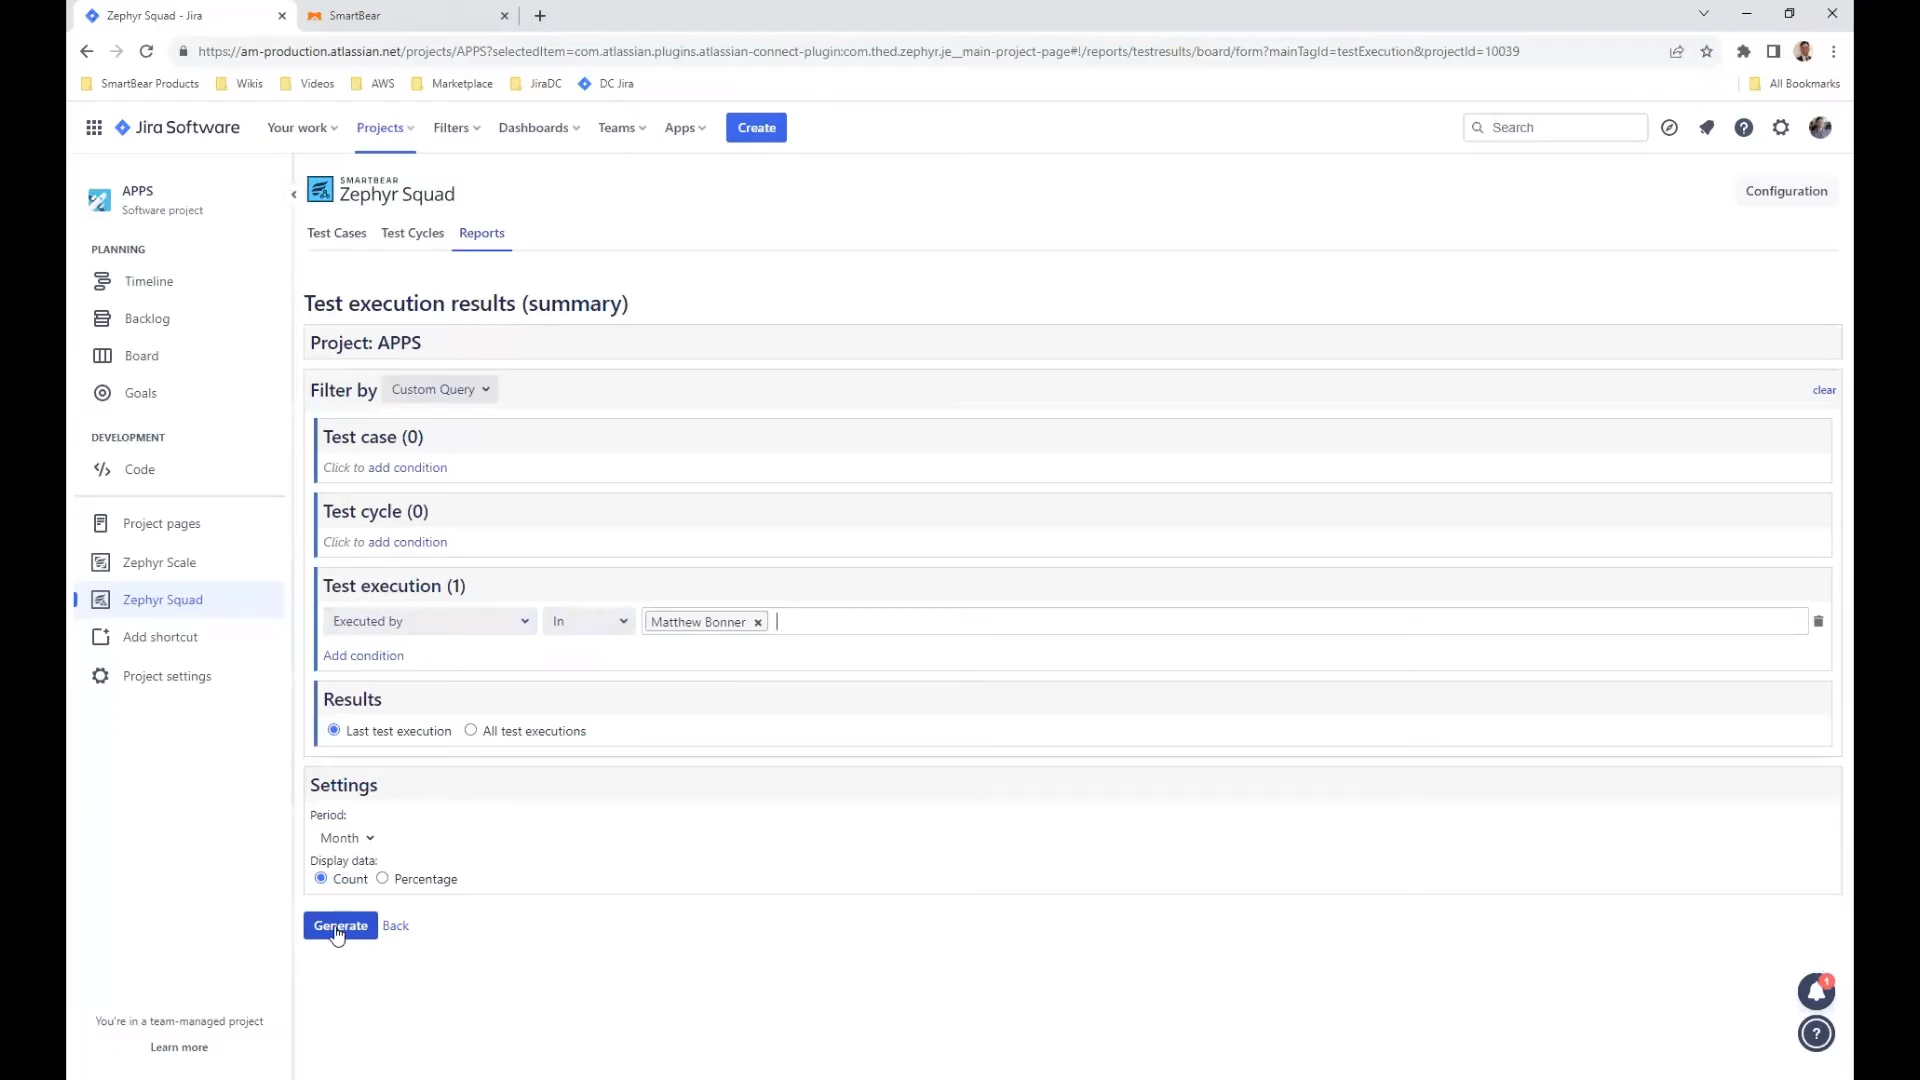 Zephyr Squad - Jira
SmartBear
https://am-production.atlassian.net/projects/APPS?selectedItem=com.atlassian.plugins.atlassian-connect-plugin:com.thed.zephyr.je__main-project-page#!/reports/testresults/board/form?mainTagId=testExecution&projectId=10039
SmartBear Products Wikis Videos AWS Marketplace JiraDC DC Jira All Bookmarks
Jira Software Your work Projects Filters Dashboards Teams Apps Create Search
APPS
Software project
PLANNING
Timeline
Backlog
Board
Goals
DEVELOPMENT
Code
Project pages
Zephyr Scale
Zephyr Squad
Add shortcut
Project settings
You're in a team-managed project
Learn more
SMARTBEAR
Zephyr Squad
Configuration
Test Cases Test Cycles Reports
Test execution results (summary)
Project: APPS
Filter by Custom Query clear
Test case (0)
Click to add condition
Test cycle (0)
Click to add condition
Test execution (1)
Executed by In Matthew Bonner
Add condition
Results
Last test execution All test executions
Settings
Period:
Month
Display data:
Count Percentage
Generate Back
1